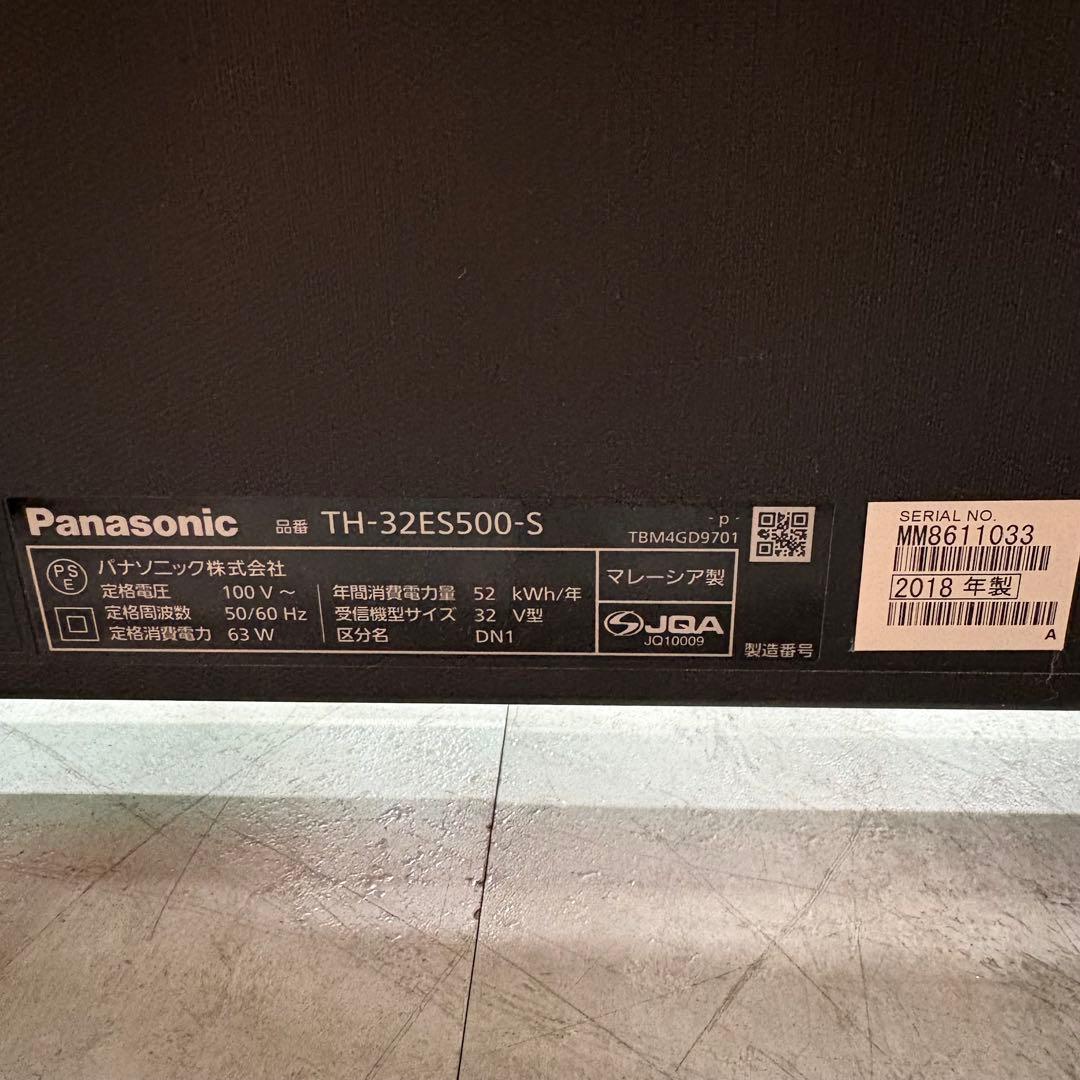 Panasonic 品番 TH-32ES500-S
- p -
TBM4GD9701
PS
E
パナソニック株式会社
定格電圧 100 V ～
定格周波数 50/60 Hz
定格消費電力 63 W
年間消費電力量 52 kWh/年
受信機型サイズ 32 V型
区分名 DN1
マレーシア製
JQA
JQ10009
製造番号
SERIAL NO.
MM8611033
2018 年製
A